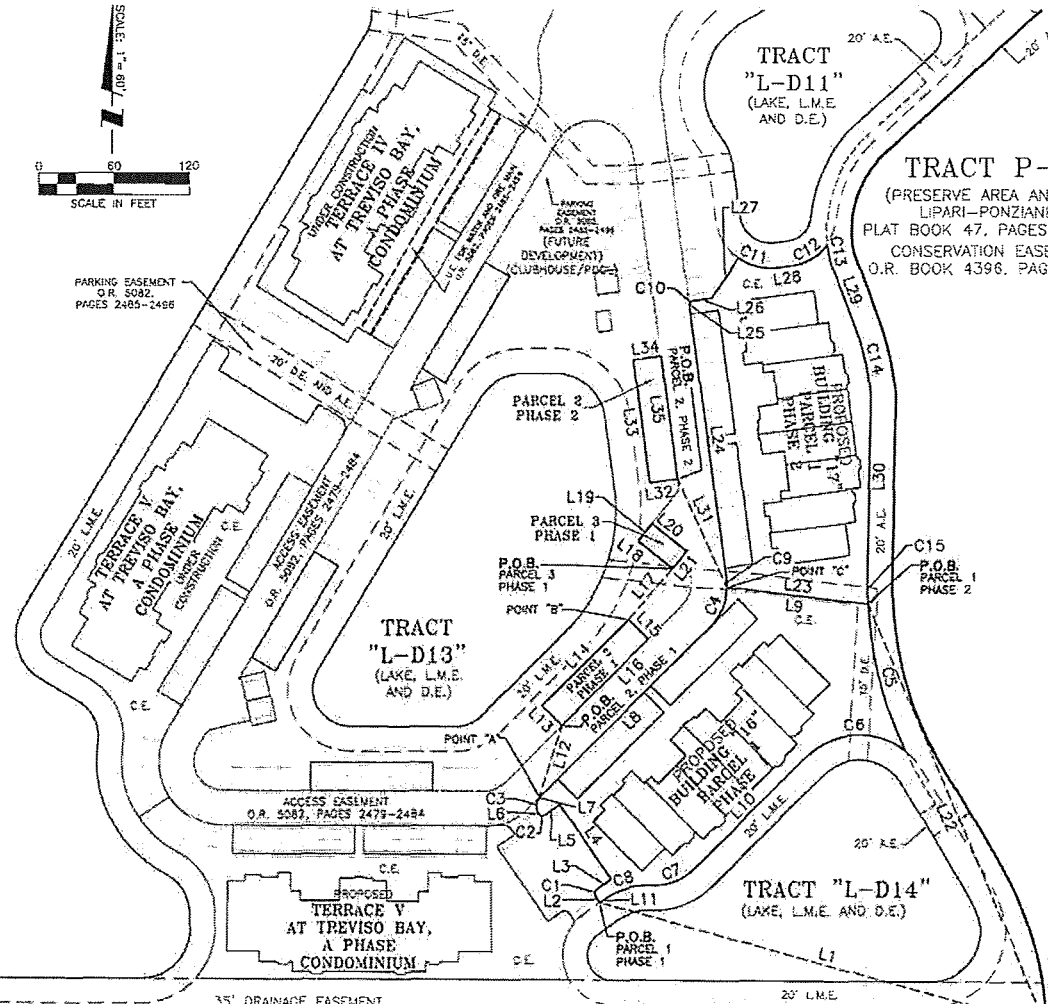 SCALE: 1"= 60'
0 60 120
SCALE IN FEET
15' D.E.
TRACT
"L-D11"
(LAKE, L.M.E.
AND D.E.)
20' A.E.
20'
TRACT P-
(PRESERVE AREA AN
LIPARI-PONZIAN
PLAT BOOK 47, PAGES
CONSERVATION EASE
O.R. BOOK 4396, PAG
UNDER CONSTRUCTION
TERRACE IV
AT TREVISO BAY,
A PHASE
CONDOMINIUM
PARKING
EASEMENT
(FUTURE
DEVELOPMENT)
PARKING EASEMENT
O.R. 5082,
PAGES 2485-2496
20' D.E. AND A.E.
L27
C11
C12
C13
L28
C.E.
L29
C10
L26
L25
C14
L34
P.O.B.
PARCEL 2, PHASE 2
PARCEL 2
PHASE 2
L33
L35
L24
PROPOSED
BUILDING "17"
PARCEL 1
PHASE 2
L30
20' A.E.
L32
L31
L19
L20
PARCEL 3
PHASE 1
L18
L21
L17
P.O.B.
PARCEL 3
PHASE 1
POINT "B"
C9
POINT "C"
L23
L9
C4
C.E.
C15
P.O.B.
PARCEL 1
PHASE 2
20' L.M.E.
TERRACE V,
AT TREVISO BAY,
A PHASE
CONDOMINIUM
UNDER
CONSTRUCTION
C.E.
C.E.
ACCESS EASEMENT
O.R. 5082, PAGES 2479-2484
20' L.M.E.
TRACT
"L-D13"
(LAKE, L.M.E.
AND D.E.)
20' L.M.E.
L15
L14
PARCEL 2
PHASE 1
L16
L13
P.O.B.
PARCEL 2, PHASE 1
L8
L12
POINT "A"
PROPOSED
BUILDING "16"
PARCEL 1
PHASE 1
L10
20' L.M.E.
15' D.E.
C5
C6
ACCESS EASEMENT
O.R. 5082, PAGES 2479-2484
C3
L6
C2
L7
L5
L4
L3
C8
C7
C1
L2
L11
P.O.B.
PARCEL 1
PHASE 1
L22
20' A.E.
TRACT "L-D14"
(LAKE, L.M.E. AND D.E.)
L1
C.E.
PROPOSED
TERRACE V
AT TREVISO BAY,
A PHASE
CONDOMINIUM
C.E.
35' DRAINAGE EASEMENT
20' L.M.E.